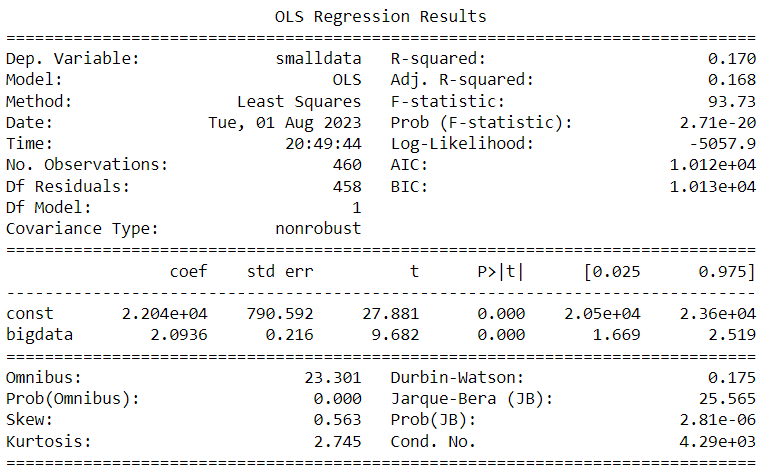 OLS Regression Results
==============================================================================
Dep. Variable:              smalldata   R-squared:                       0.170
Model:                            OLS   Adj. R-squared:                  0.168
Method:                 Least Squares   F-statistic:                     93.73
Date:                Tue, 01 Aug 2023   Prob (F-statistic):           2.71e-20
Time:                        20:49:44   Log-Likelihood:                -5057.9
No. Observations:                 460   AIC:                         1.012e+04
Df Residuals:                     458   BIC:                         1.013e+04
Df Model:                           1
Covariance Type:            nonrobust
==============================================================================
                 coef    std err          t      P>|t|      [0.025      0.975]
------------------------------------------------------------------------------
const       2.204e+04    790.592     27.881      0.000    2.05e+04    2.36e+04
bigdata        2.0936      0.216      9.682      0.000       1.669       2.519
==============================================================================
Omnibus:                       23.301   Durbin-Watson:                   0.175
Prob(Omnibus):                  0.000   Jarque-Bera (JB):               25.565
Skew:                           0.563   Prob(JB):                     2.81e-06
Kurtosis:                       2.745   Cond. No.                     4.29e+03
==============================================================================